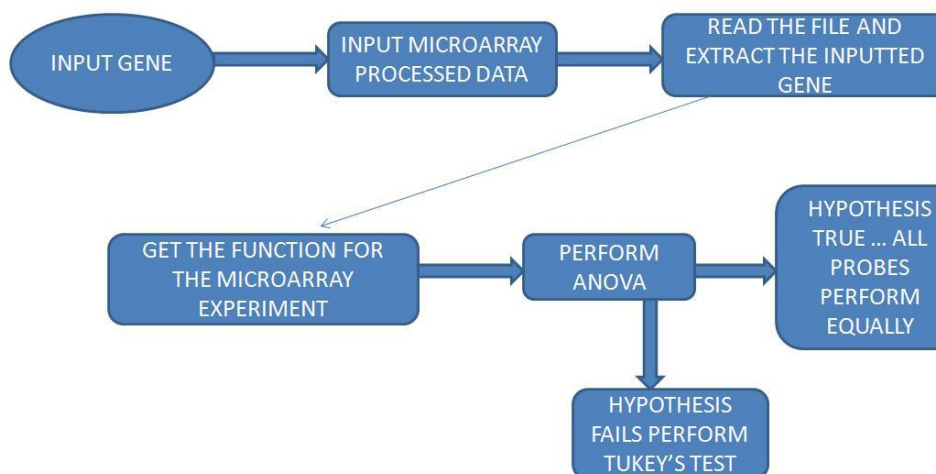 INPUT GENE
INPUT MICROARRAY
PROCESSED DATA
READ THE FILE AND
EXTRACT THE INPUTTED
GENE
GET THE FUNCTION FOR
THE MICROARRAY
EXPERIMENT
PERFORM
ANOVA
HYPOTHESIS
TRUE ... ALL
PROBES
PERFORM
EQUALLY
HYPOTHESIS
FAILS PERFORM
TUKEY'S TEST